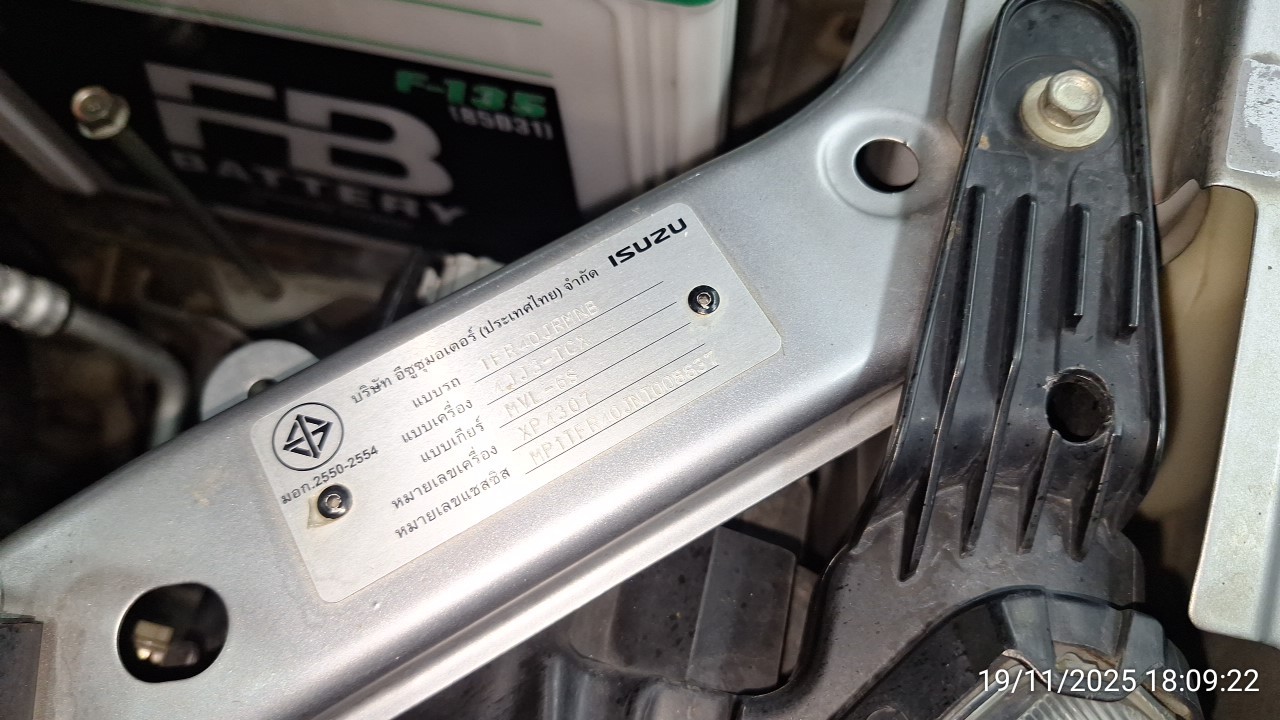 F-135
(85D31)
FB
BATTERY
ISUZU
บริษัท อีซูซุมอเตอร์ (ประเทศไทย) จำกัด
แบบรถ
แบบเครื่อง 4JJ3-TCX
แบบเกียร์ MVL-6S
หมายเลขเครื่อง XP4307
หมายเลขแชสซิส
มอก.2550-2554
19/11/2025 18:09:22